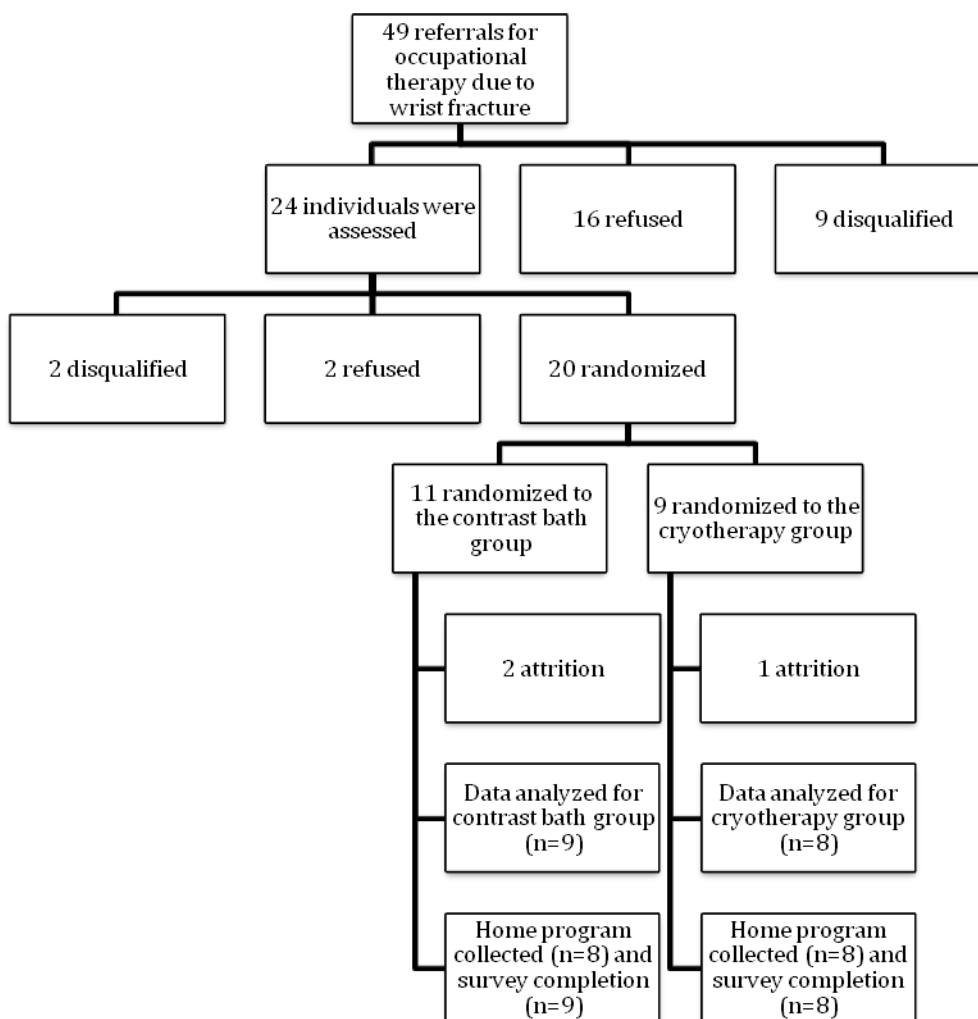 49 referrals for
occupational
therapy due to
wrist fracture
24 individuals were
assessed
16 refused
9 disqualified
2 disqualified
2 refused
20 randomized
11 randomized to
the contrast bath
group
9 randomized to the
cryotherapy group
2 attrition
1 attrition
Data analyzed for
contrast bath group
(n=9)
Data analyzed for
cryotherapy group
(n=8)
Home program
collected (n=8) and
survey completion
(n=9)
Home program
collected (n=8) and
survey completion
(n=8)